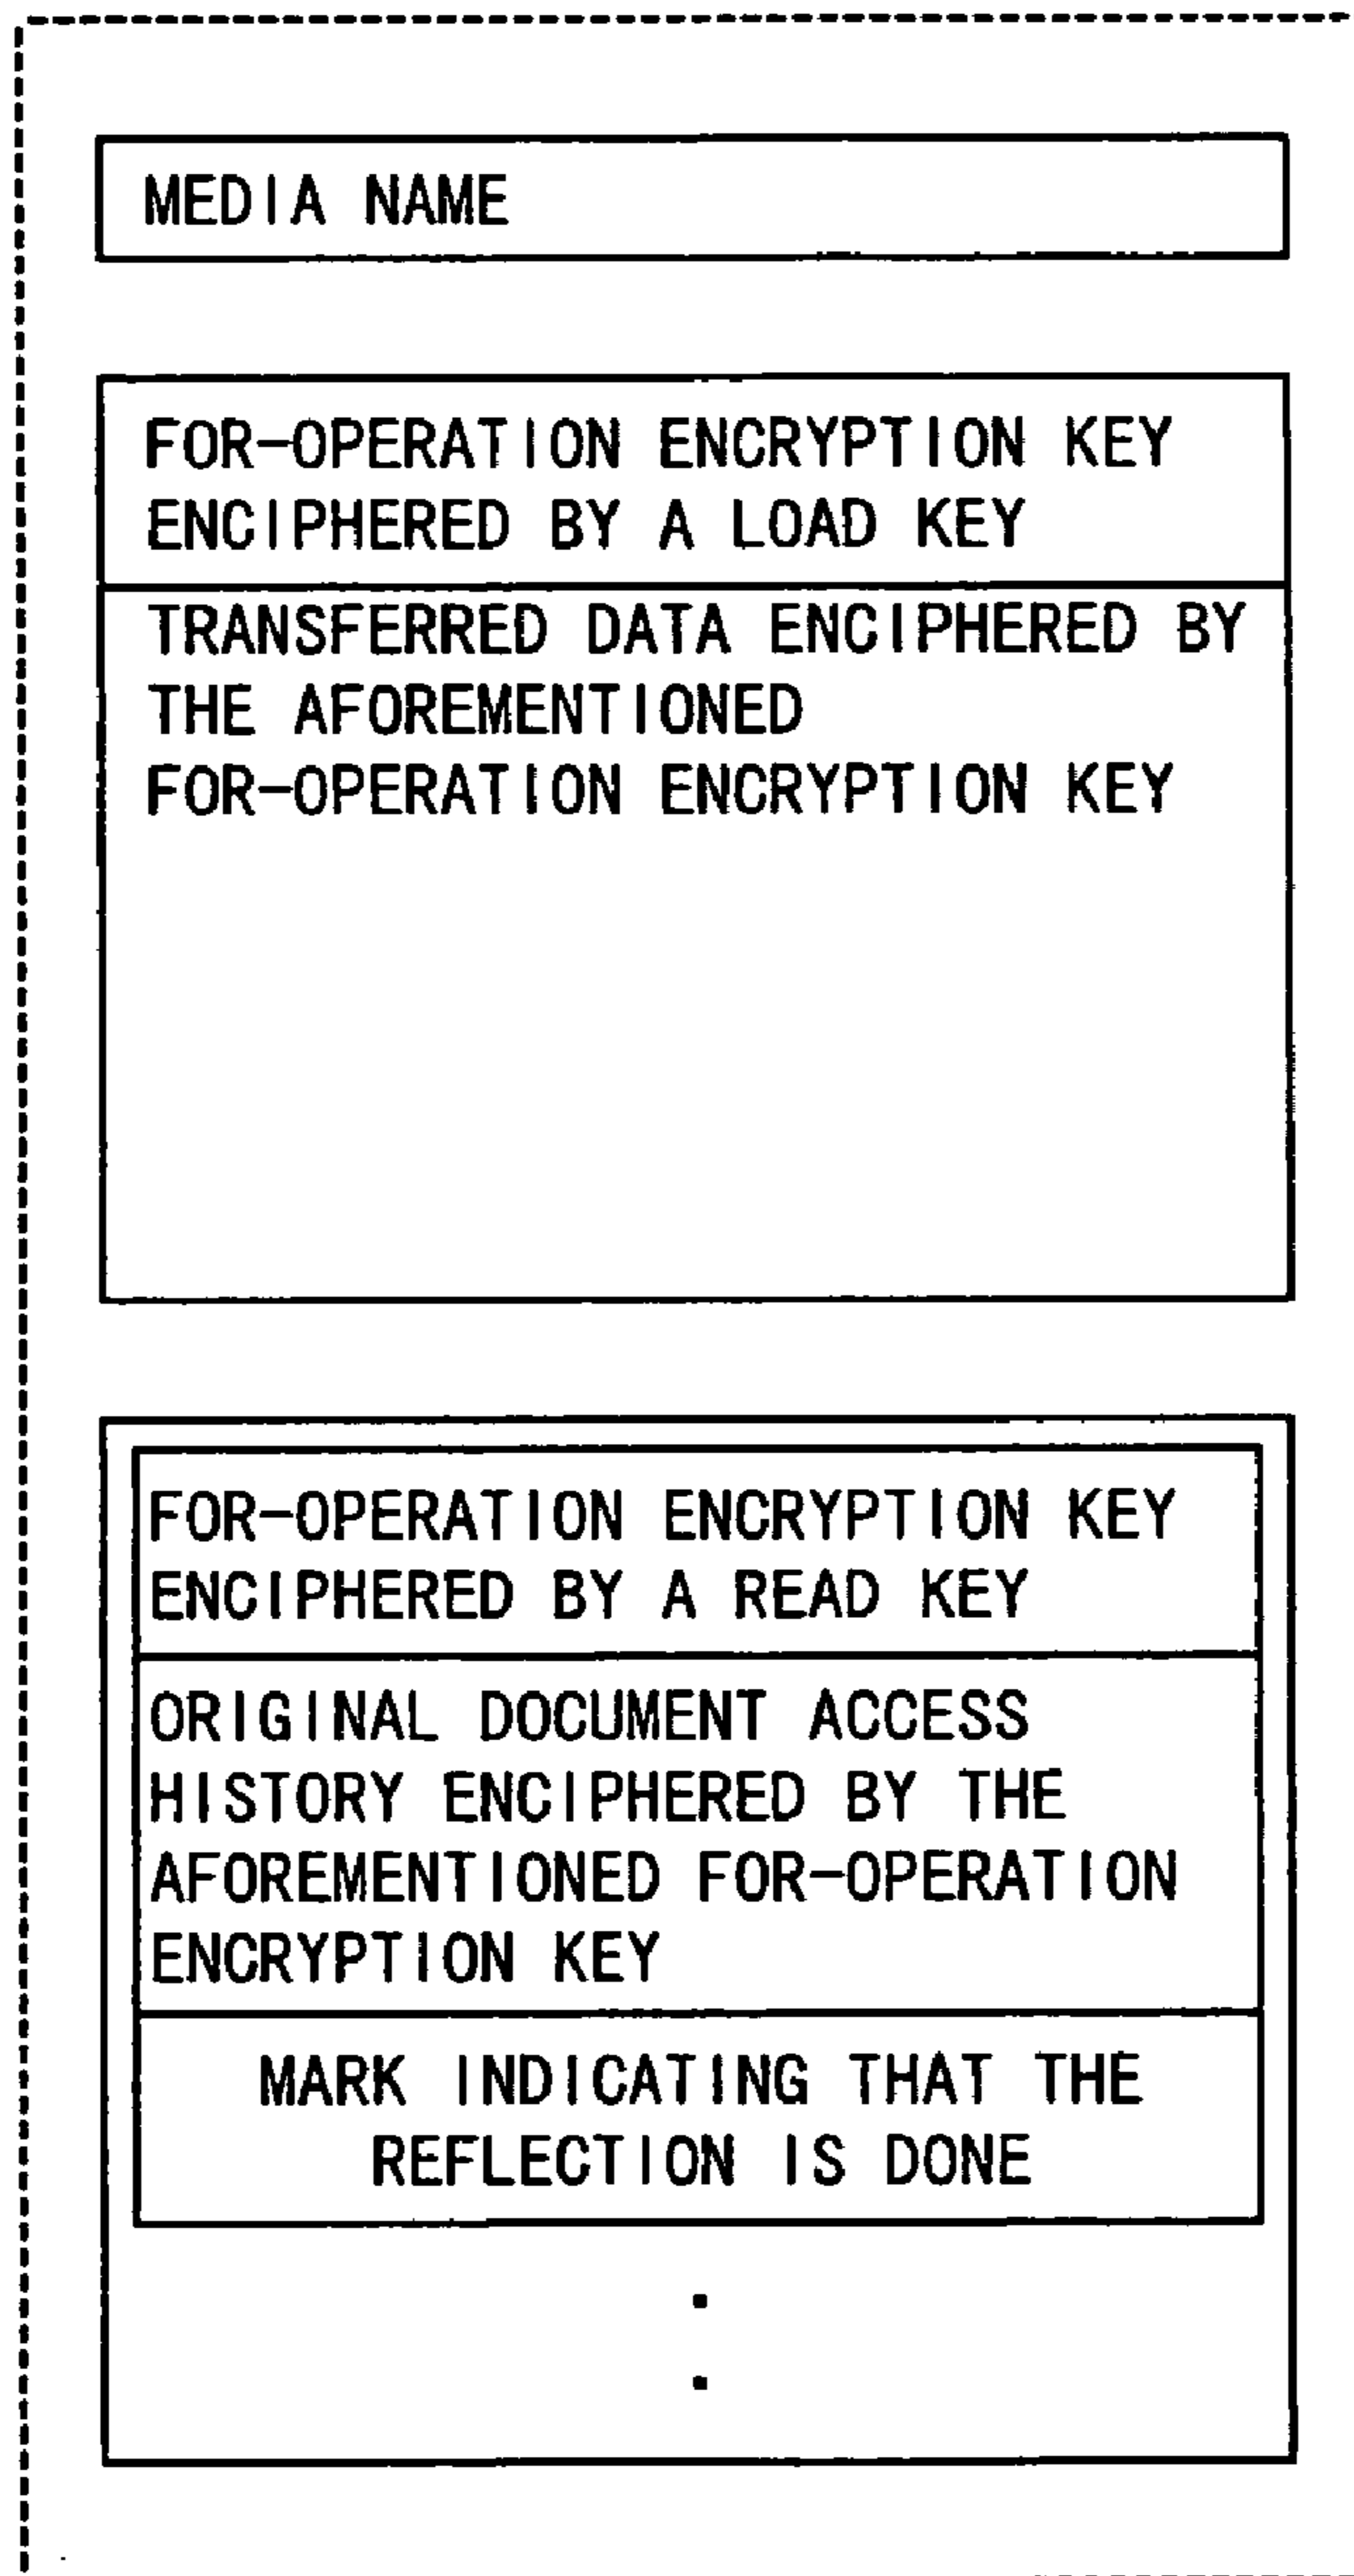 MEDIA NAME
FOR-OPERATION ENCRYPTION KEY
ENCIPHERED BY A LOAD KEY
TRANSFERRED DATA ENCIPHERED BY
THE AFOREMENTIONED
FOR-OPERATION ENCRYPTION KEY
FOR-OPERATION ENCRYPTION KEY
ENCIPHERED BY A READ KEY
ORIGINAL DOCUMENT ACCESS
HISTORY ENCIPHERED BY THE
AFOREMENTIONED FOR-OPERATION
ENCRYPTION KEY
MARK INDICATING THAT THE
REFLECTION IS DONE